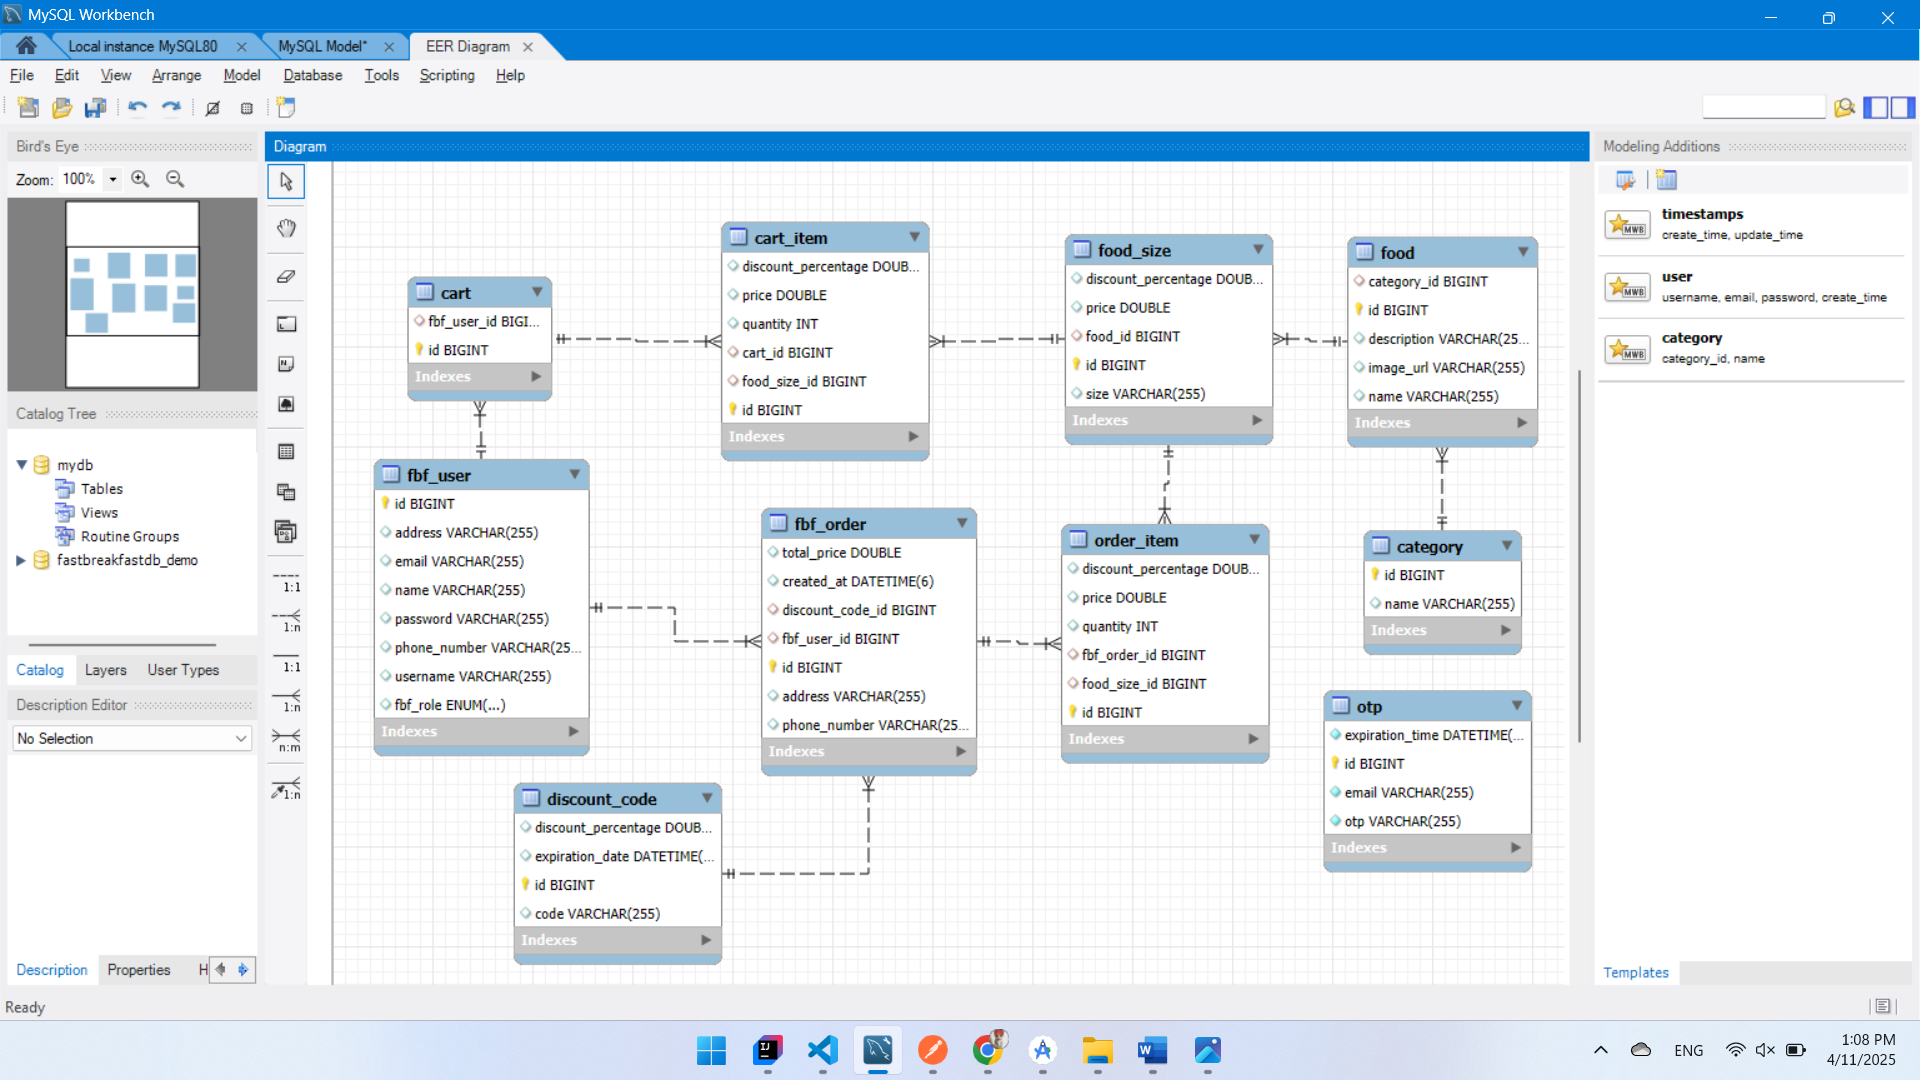 MySQL Workbench
Local instance MySQL80
MySQL Model*
EER Diagram
File Edit View Arrange Model Database Tools Scripting Help
Bird's Eye
Zoom: 100%
Catalog Tree
mydb
Tables
Views
Routine Groups
fastbreakfastdb_demo
Catalog Layers User Types
Description Editor
No Selection
Description Properties H
Ready
Diagram
1:1
1:n
1:1
1:n
n:m
1:n
cart
fbf_user_id BIGI...
id BIGINT
Indexes
cart_item
discount_percentage DOUB...
price DOUBLE
quantity INT
cart_id BIGINT
food_size_id BIGINT
id BIGINT
Indexes
food_size
discount_percentage DOUB...
price DOUBLE
food_id BIGINT
id BIGINT
size VARCHAR(255)
Indexes
food
category_id BIGINT
id BIGINT
description VARCHAR(25...
image_url VARCHAR(255)
name VARCHAR(255)
Indexes
fbf_user
id BIGINT
address VARCHAR(255)
email VARCHAR(255)
name VARCHAR(255)
password VARCHAR(255)
phone_number VARCHAR(25...
username VARCHAR(255)
fbf_role ENUM(...)
Indexes
fbf_order
total_price DOUBLE
created_at DATETIME(6)
discount_code_id BIGINT
fbf_user_id BIGINT
id BIGINT
address VARCHAR(255)
phone_number VARCHAR(25...
Indexes
order_item
discount_percentage DOUB...
price DOUBLE
quantity INT
fbf_order_id BIGINT
food_size_id BIGINT
id BIGINT
Indexes
category
id BIGINT
name VARCHAR(255)
Indexes
otp
expiration_time DATETIME(...
id BIGINT
email VARCHAR(255)
otp VARCHAR(255)
Indexes
discount_code
discount_percentage DOUB...
expiration_date DATETIME(...
id BIGINT
code VARCHAR(255)
Indexes
Modeling Additions
timestamps
create_time, update_time
user
username, email, password, create_time
category
category_id, name
MWB
MWB
MWB
Templates
ENG
1:08 PM
4/11/2025